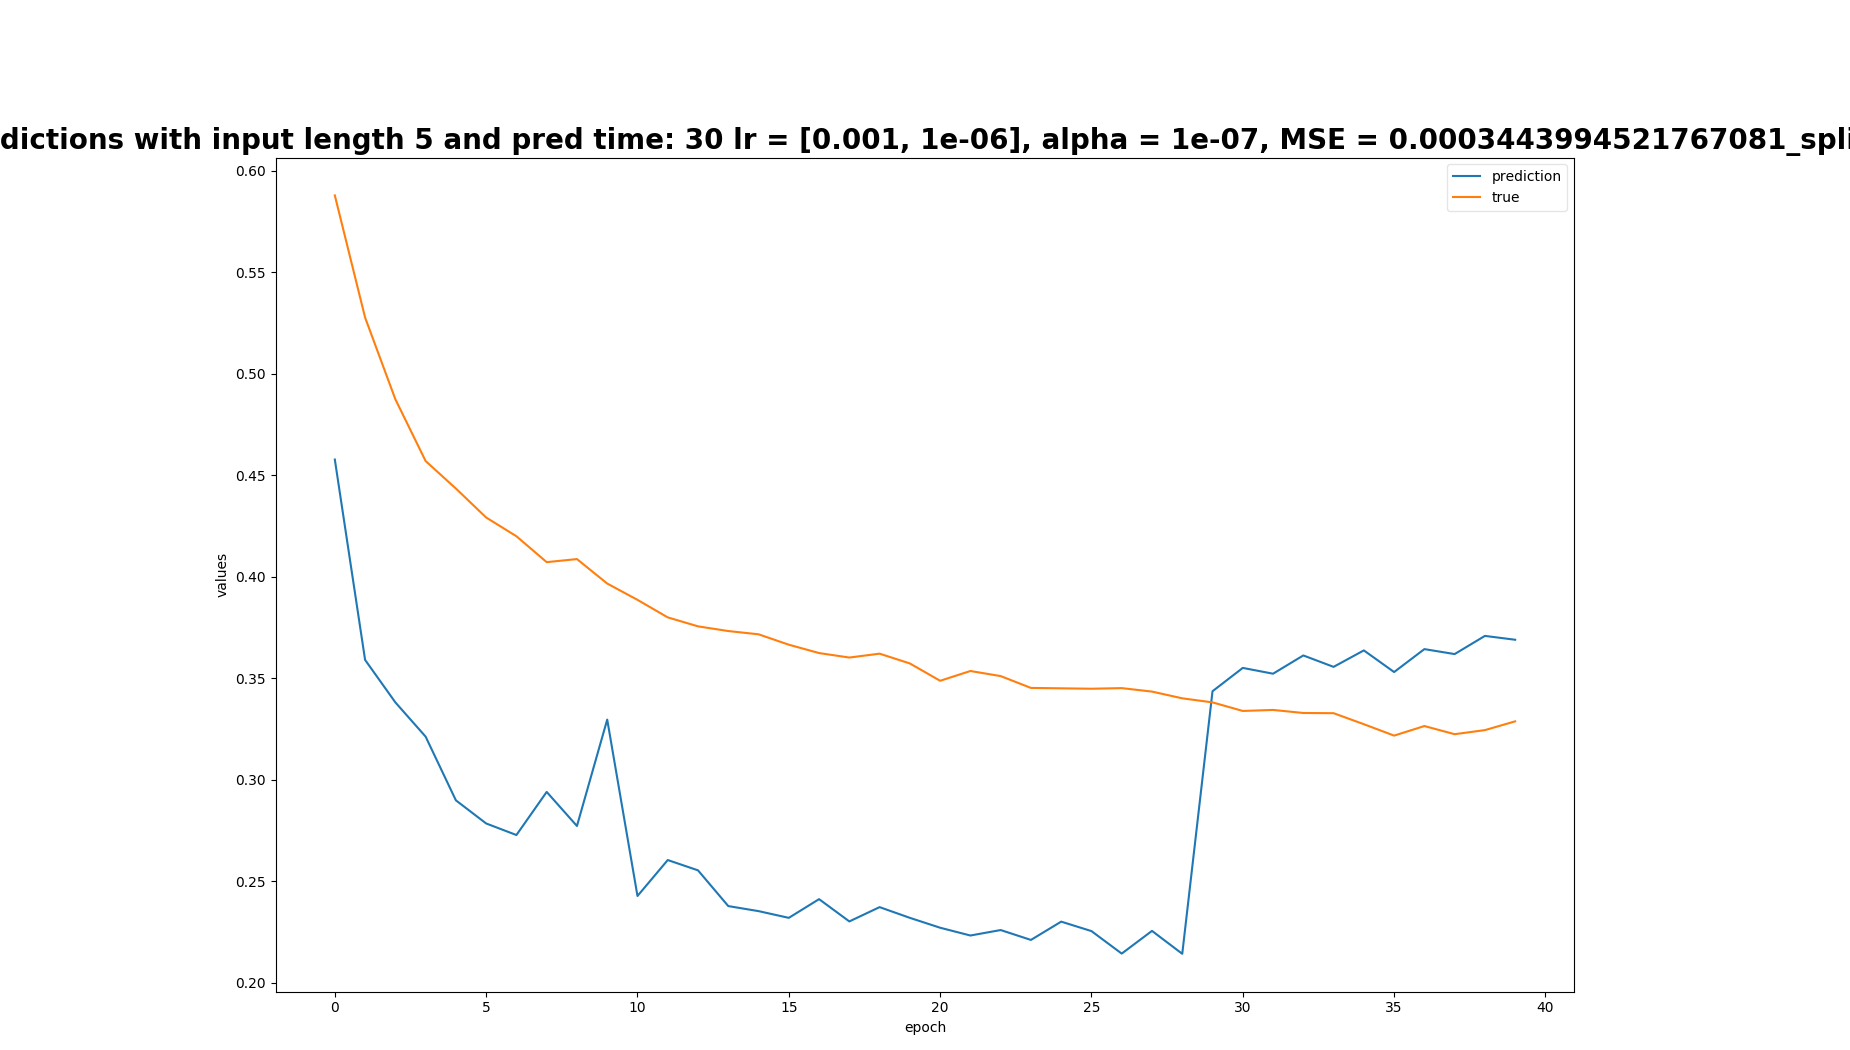 dictions with input length 5 and pred time: 30 lr = [0.001, 1e-06], alpha = 1e-07, MSE = 0.0003443994521767081_spli
prediction
true
0.60
0.55
0.50
0.45
0.40
0.35
0.30
0.25
0.20
values
0 5 10 15 20 25 30 35 40
epoch